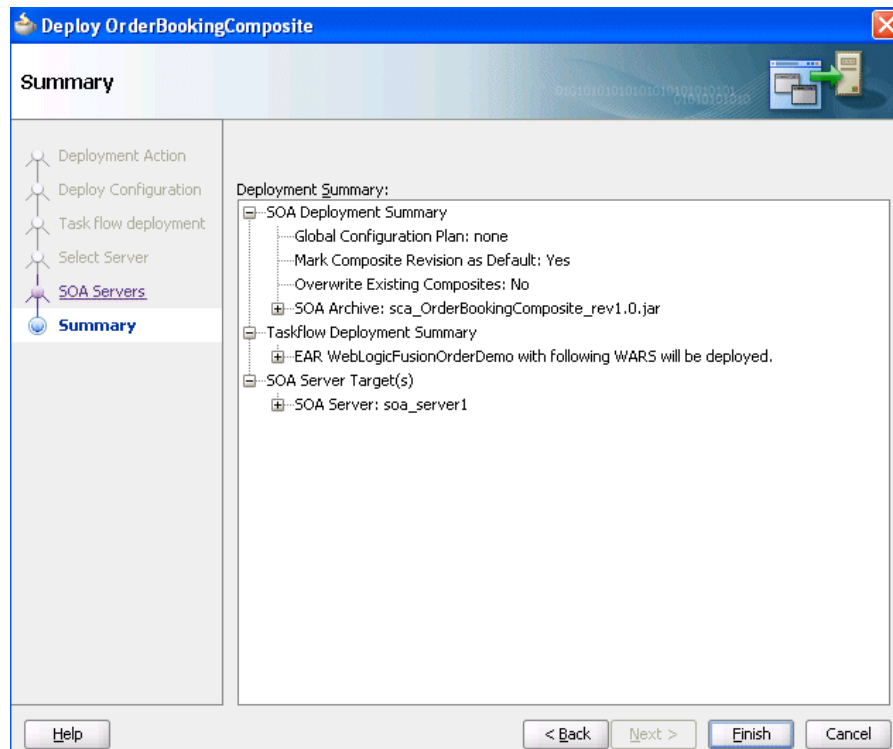 Deploy OrderBookingComposite
Summary
Deployment Action
Deploy Configuration
Task flow deployment
Select Server
SOA Servers
Summary
Deployment Summary:
SOA Deployment Summary
Global Configuration Plan: none
Mark Composite Revision as Default: Yes
Overwrite Existing Composites: No
SOA Archive: sca_OrderBookingComposite_rev1.0.jar
Taskflow Deployment Summary
EAR WebLogicFusionOrderDemo with following WARS will be deployed.
SOA Server Target(s)
SOA Server: soa_server1
Help
< Back
Next >
Finish
Cancel